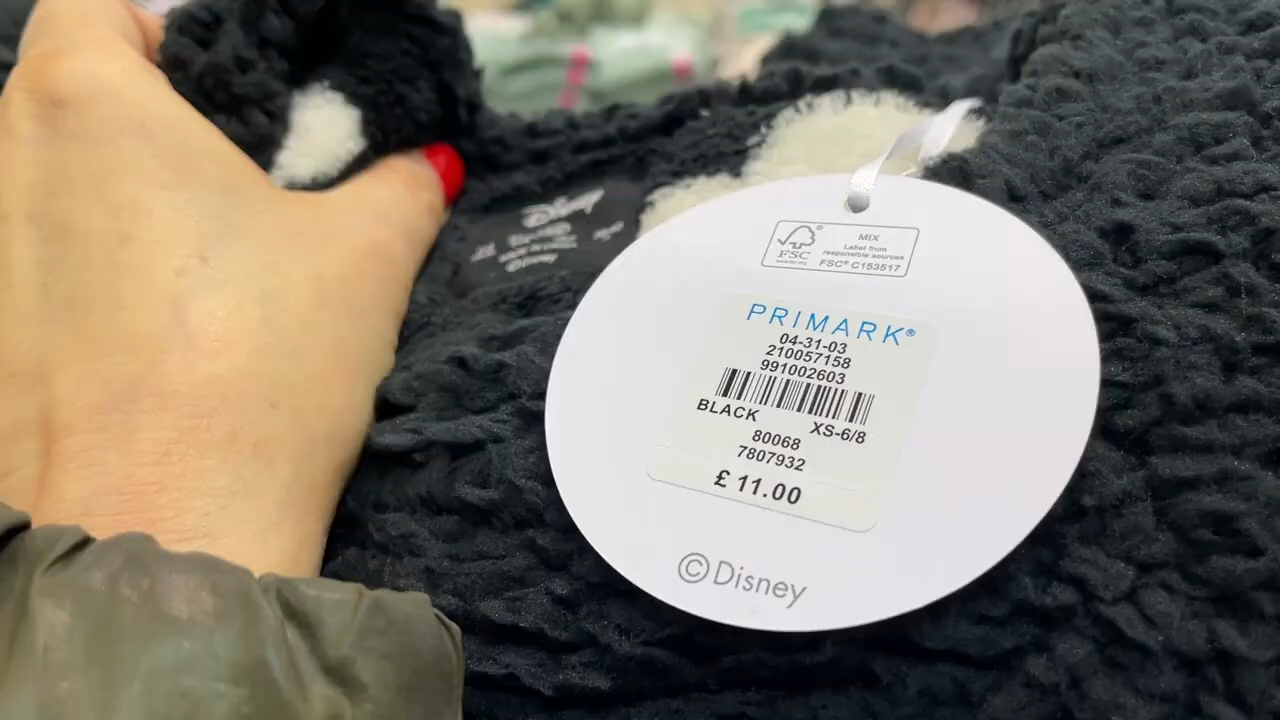 Disney
©Disney
FSC®
MIX
Label from
responsible sources
FSC® C153517
PRIMARK®
04-31-03
210057158
991002603
BLACK
XS-6/8
80068
7807932
£ 11.00
©Disney